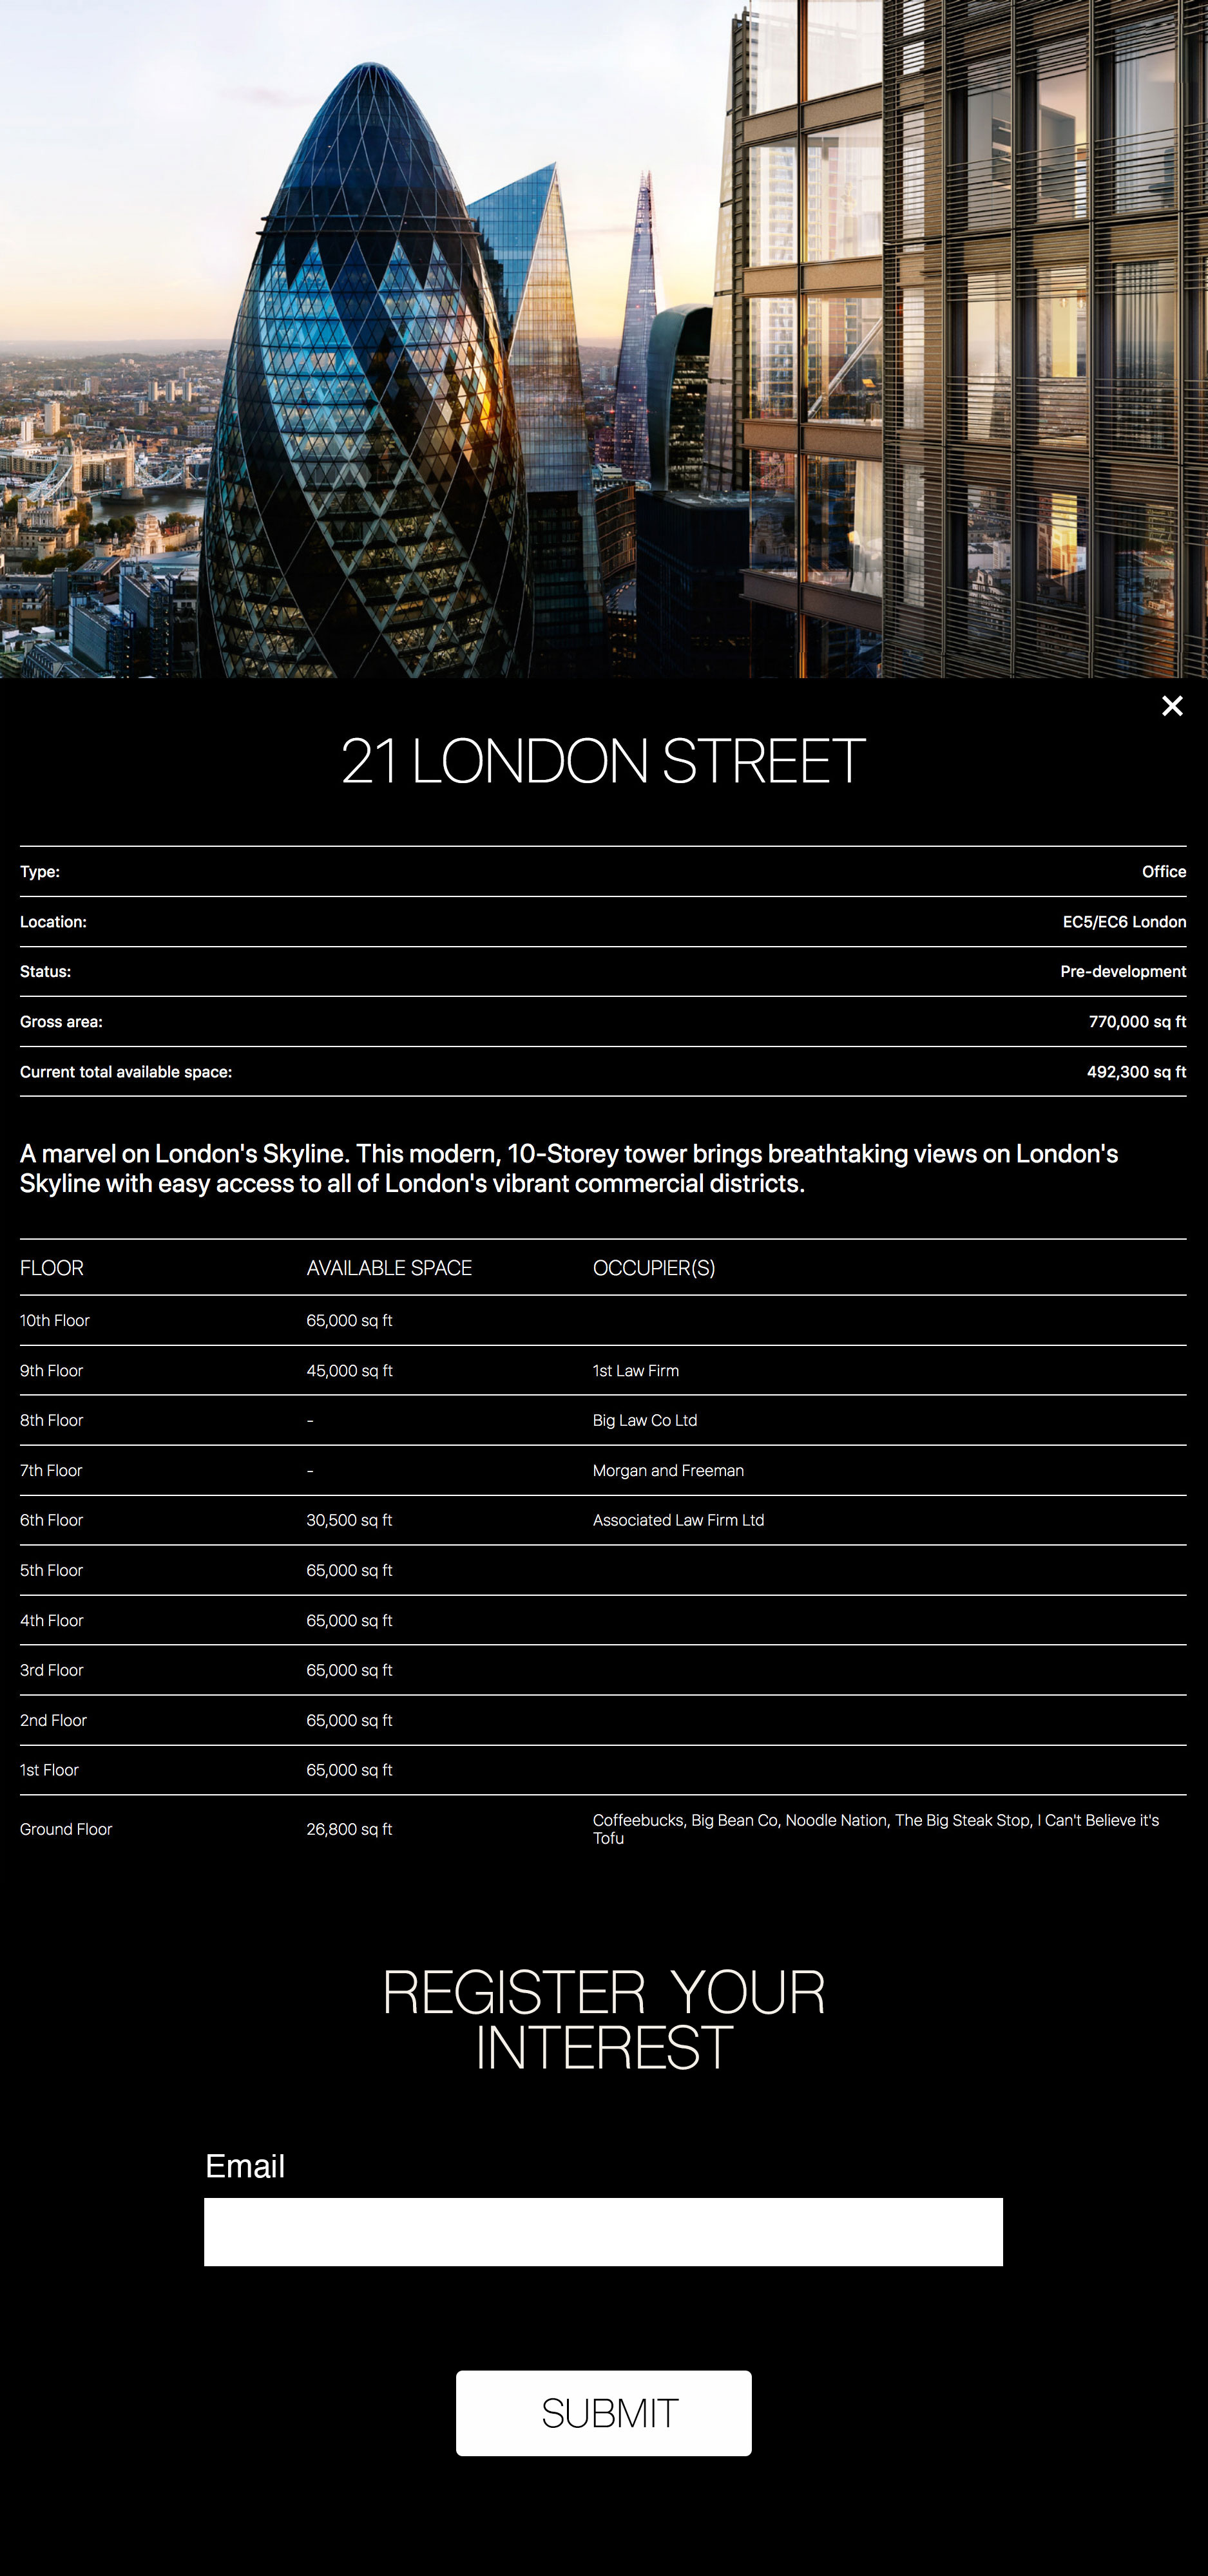 21 LONDON STREET
Type: Office
Location: EC5/EC6 London
Status: Pre-development
Gross area: 770,000 sq ft
Current total available space: 492,300 sq ft
A marvel on London's Skyline. This modern, 10-Storey tower brings breathtaking views on London's
Skyline with easy access to all of London's vibrant commercial districts.
FLOOR AVAILABLE SPACE OCCUPIER(S)
10th Floor 65,000 sq ft
9th Floor 45,000 sq ft 1st Law Firm
8th Floor - Big Law Co Ltd
7th Floor - Morgan and Freeman
6th Floor 30,500 sq ft Associated Law Firm Ltd
5th Floor 65,000 sq ft
4th Floor 65,000 sq ft
3rd Floor 65,000 sq ft
2nd Floor 65,000 sq ft
1st Floor 65,000 sq ft
Ground Floor 26,800 sq ft Coffeebucks, Big Bean Co, Noodle Nation, The Big Steak Stop, I Can't Believe it's
Tofu
REGISTER YOUR
INTEREST
Email
SUBMIT